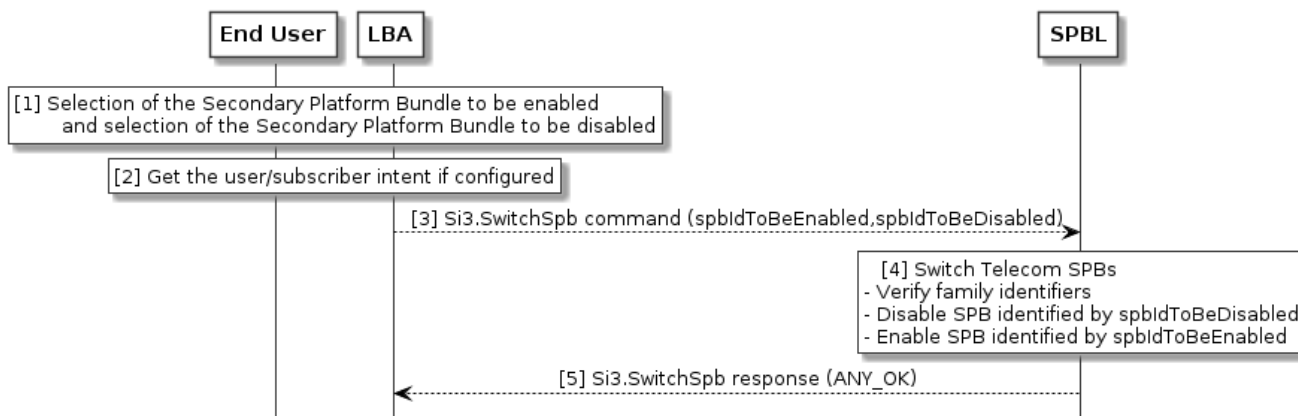 End User
LBA
SPBL
[1] Selection of the Secondary Platform Bundle to be enabled
and selection of the Secondary Platform Bundle to be disabled
[2] Get the user/subscriber intent if configured
[3] Si3.SwitchSpb command (spbIdToBeEnabled,spbIdToBeDisabled)
[4] Switch Telecom SPBs
- Verify family identifiers
- Disable SPB identified by spbIdToBeDisabled
- Enable SPB identified by spbIdToBeEnabled
[5] Si3.SwitchSpb response (ANY_OK)